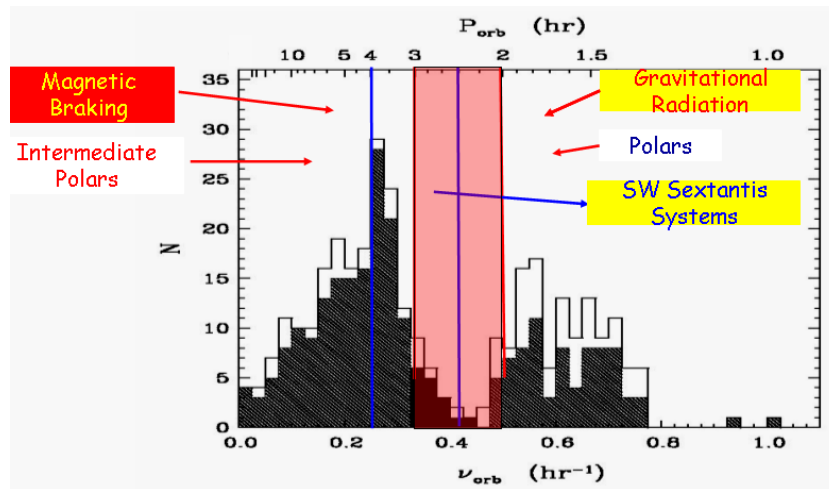 P_orb (hr)
10 5 4 3 2 1.5 1.0
Magnetic
Braking
Gravitational
Radiation
Intermediate
Polars
Polars
SW Sextantis
Systems
N
35
30
25
20
15
10
5
0
0.0 0.2 0.4 0.6 0.8 1.0
ν_orb (hr⁻¹)